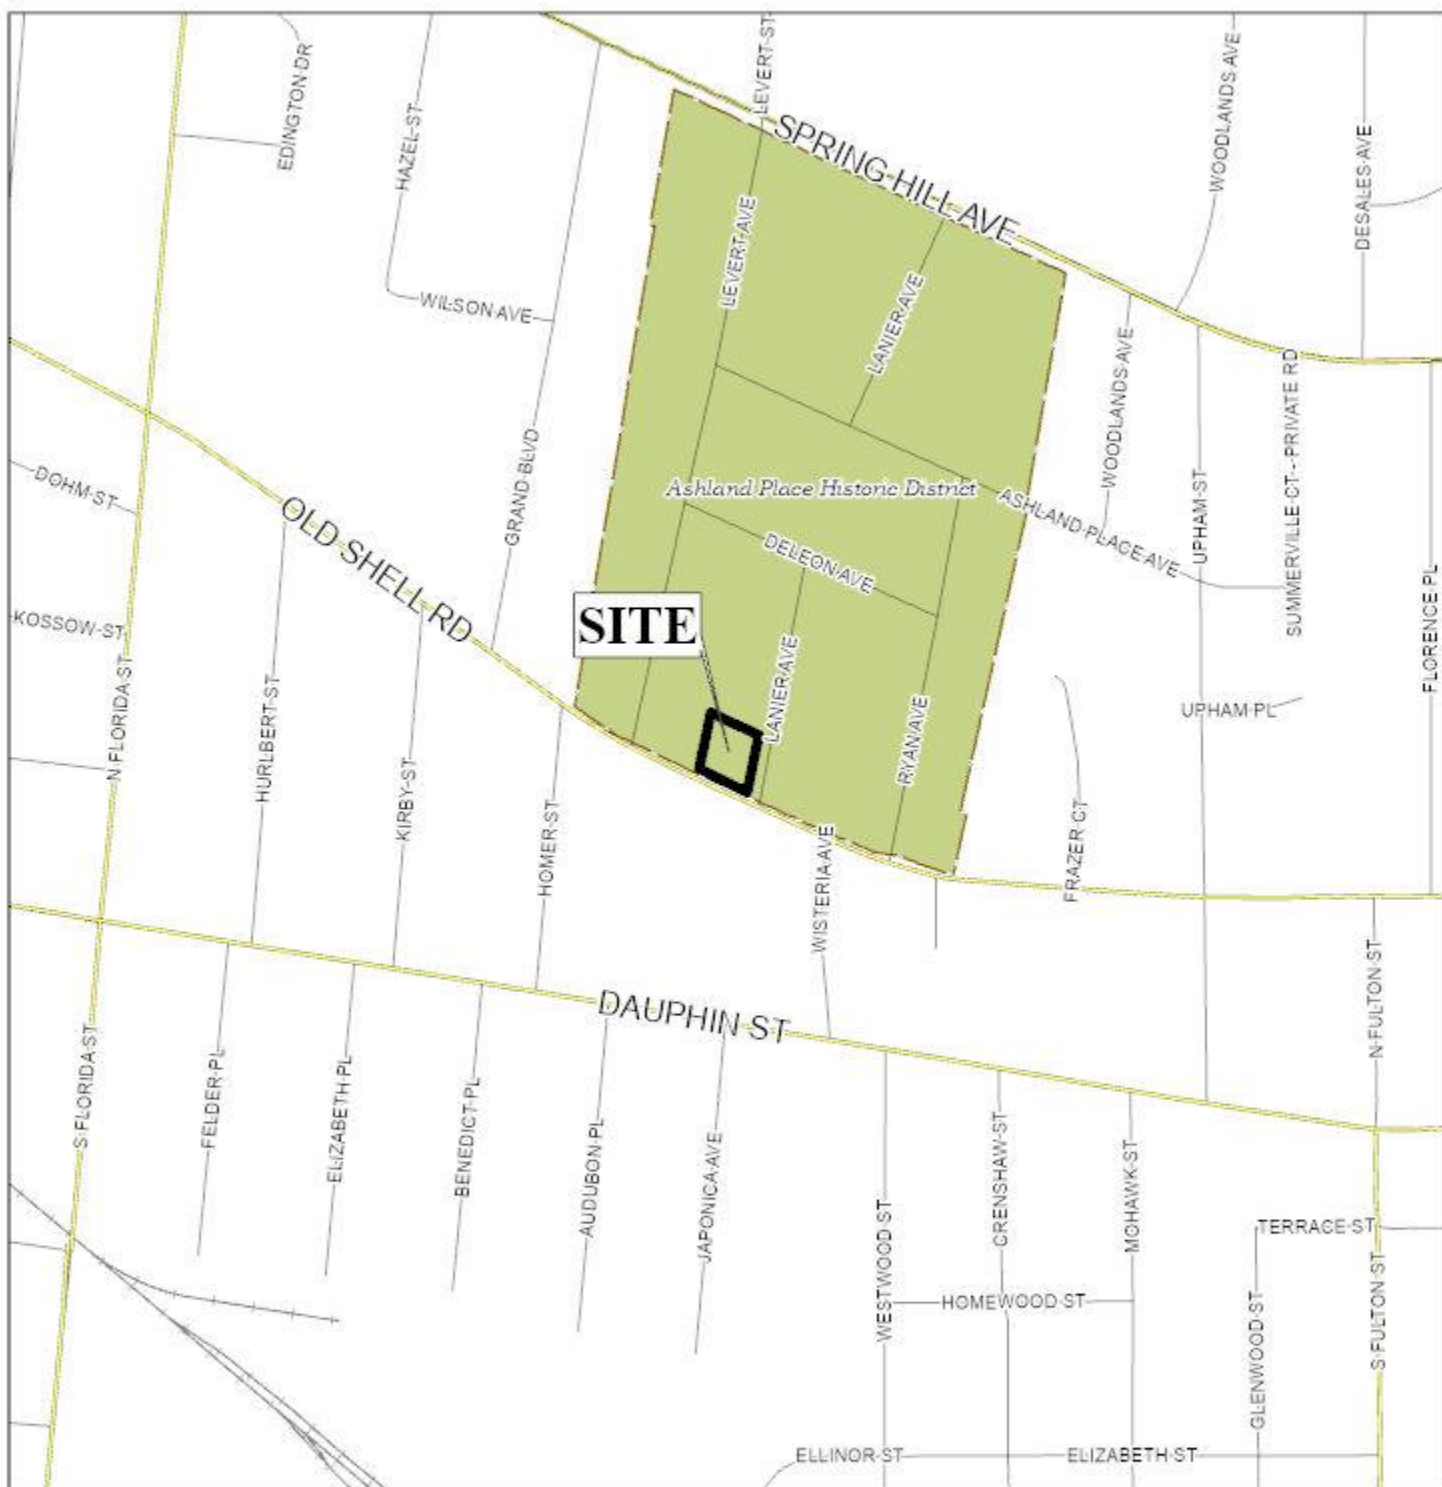 LEVERT ST
EDINGTON DR
HAZEL ST
WOODLANDS AVE
DESALES AVE
SPRING HILL AVE
LEVERT AVE
LANIER AVE
WILSON AVE
WOODLANDS AVE
SUMMERVILLE CT - PRIVATE RD
GRAND BLVD
DOHM ST
OLD SHELL RD
Ashland Place Historic District
ASHLAND PLACE AVE
UPHAM ST
DELEON AVE
FLORENCE PL
KOSSOW ST
SITE
LANIER AVE
RYAN AVE
UPHAM PL
N FLORIDA ST
HURLBERT ST
KIRBY ST
HOMER ST
WISTERIA AVE
FRAZER CT
DAUPHIN ST
N FULTON ST
S FLORIDA ST
FELDER PL
ELIZABETH PL
BENEDICT PL
AUDUBON PL
JAPONICA AVE
WESTWOOD ST
CRENSHAW ST
MOHAWK ST
TERRACE ST
HOMEWOOD ST
GLENWOOD ST
S FULTON ST
ELLINOR ST
ELIZABETH ST